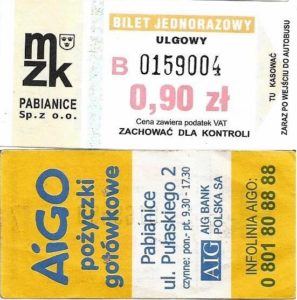 mzk
PABIANICE
Sp.z o.o.
BILET JEDNORAZOWY
ULGOWY
B 0159004
0,90 zł
Cena zawiera podatek VAT
ZACHOWAĆ DLA KONTROLI
TU KASOWAĆ
ZARAZ PO WEJŚCIU DO AUTOBUSU
AiGO
pożyczki
gotówkowe
Pabianice
ul. Pułaskiego 2
czynne: pon.- pt. 9.30 - 17.30
AIG
AIG BANK
POLSKA SA
INFOLINIA AIGO:
0 801 80 88 88